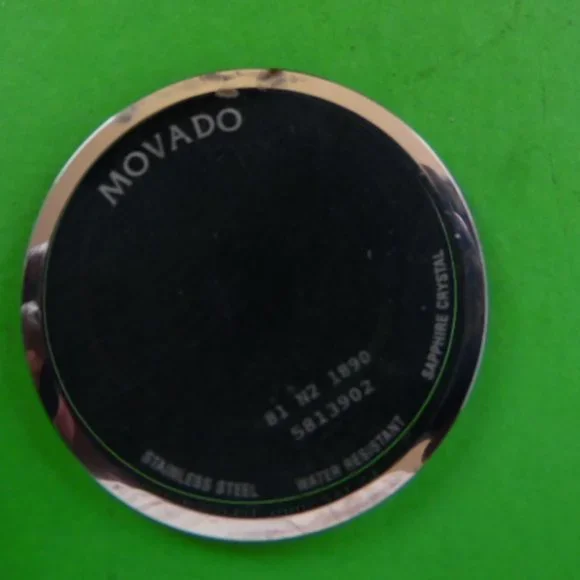 MOVADO
SAPPHIRE CRYSTAL
81 N2 1890
5813902
WATER RESISTANT
STAINLESS STEEL